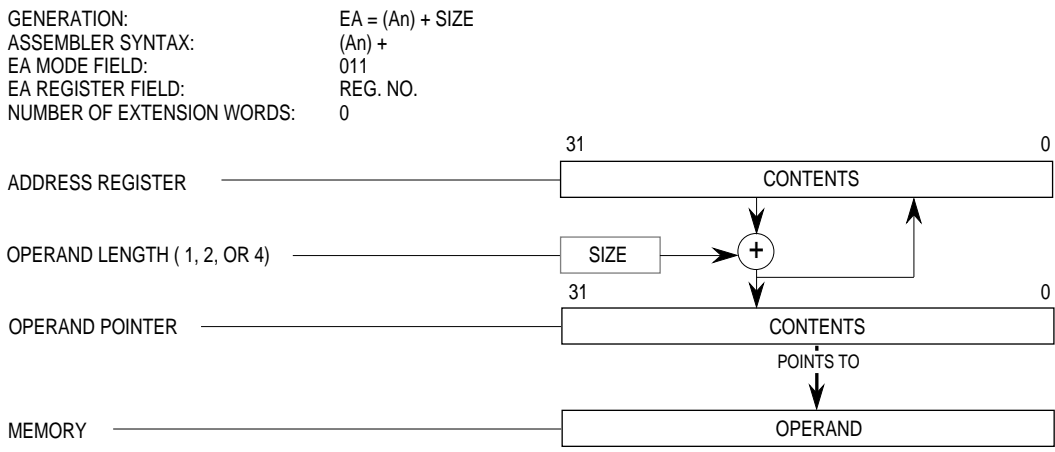 GENERATION: EA = (An) + SIZE
ASSEMBLER SYNTAX: (An) +
EA MODE FIELD: 011
EA REGISTER FIELD: REG. NO.
NUMBER OF EXTENSION WORDS: 0
31 0
ADDRESS REGISTER CONTENTS
OPERAND LENGTH ( 1, 2, OR 4) SIZE +
31 0
OPERAND POINTER CONTENTS
POINTS TO
MEMORY OPERAND